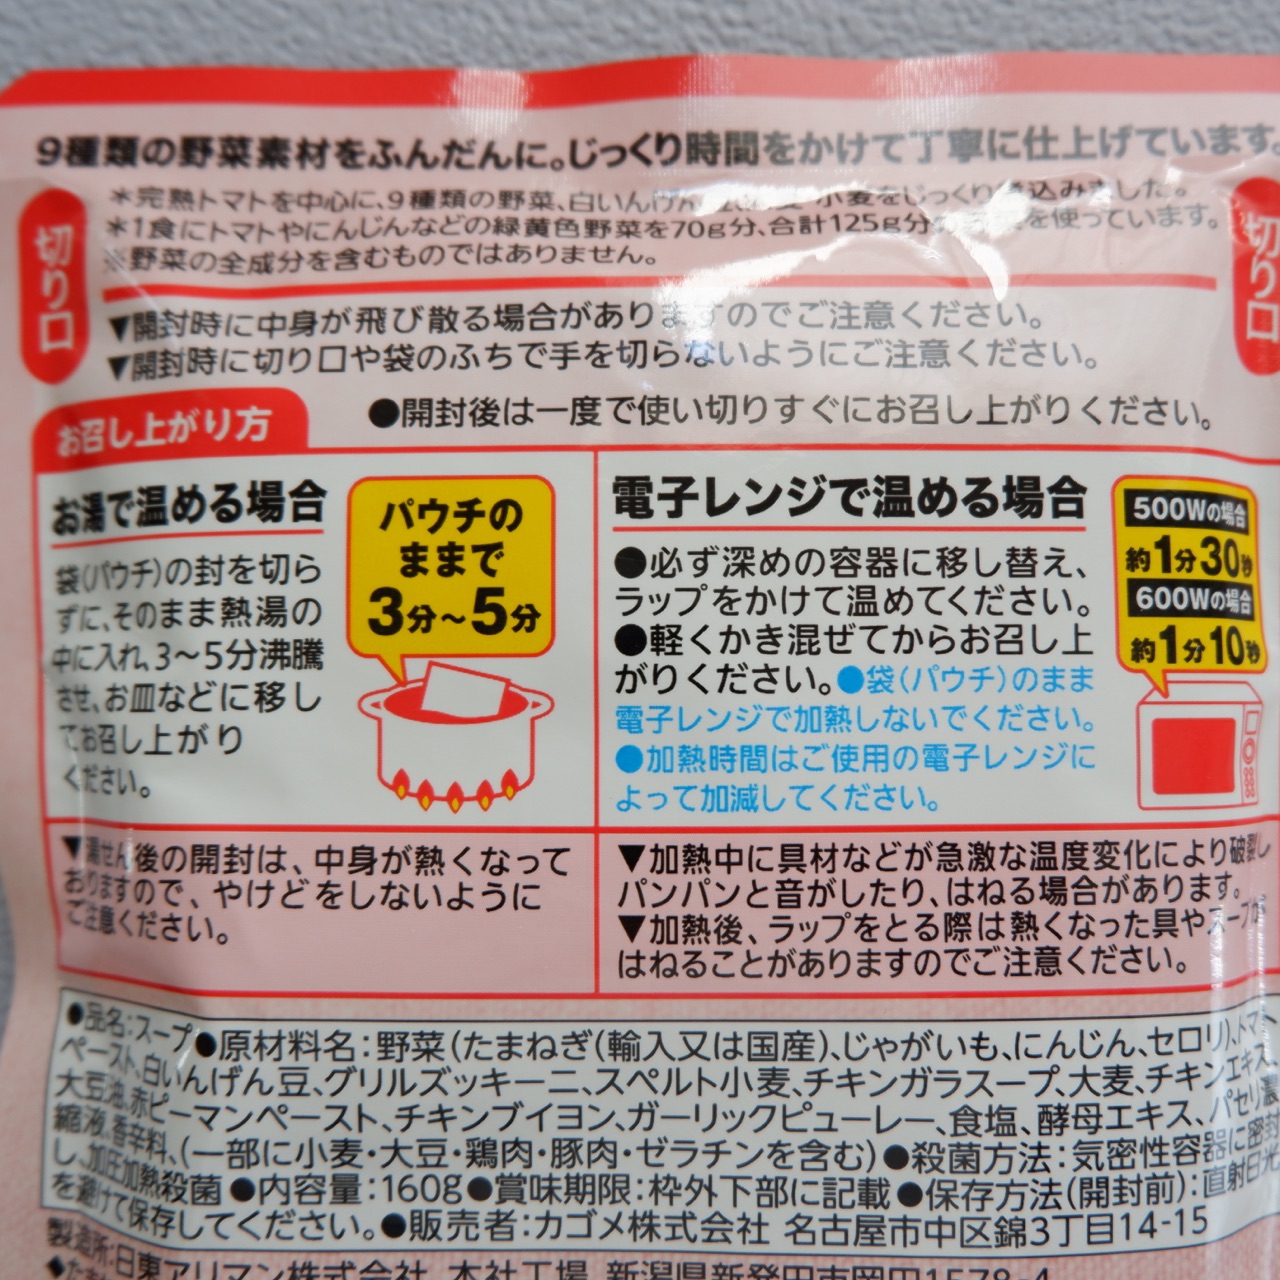 9種類の野菜素材をふんだんに。じっくり時間をかけて丁寧に仕上げています。
＊完熟トマトを中心に、9種類の野菜、白いんげん 小麦をじっくり 込みました。
＊1食にトマトやにんじんなどの緑黄色野菜を70g分、合計125g分の を使っています。
※野菜の全成分を含むものではありません。
切り口
切り口
▼開封時に中身が飛び散る場合がありますのでご注意ください。
▼開封時に切り口や袋のふちで手を切らないようにご注意ください。
お召し上がり方
●開封後は一度で使い切りすぐにお召し上がりください。
お湯で温める場合
袋(パウチ)の封を切ら
ずに、そのまま熱湯の
中に入れ、3～5分沸騰
させ、お皿などに移し
てお召し上がり
ください。
パウチの
ままで
3分～5分
電子レンジで温める場合
●必ず深めの容器に移し替え、
ラップをかけて温めてください。
●軽くかき混ぜてからお召し上
がりください。●袋(パウチ)のまま
電子レンジで加熱しないでください。
●加熱時間はご使用の電子レンジに
よって加減してください。
500Wの場合
約1分30秒
600Wの場合
約1分10秒
▼湯せん後の開封は、中身が熱くなって
おりますので、やけどをしないように
ご注意ください。
▼加熱中に具材などが急激な温度変化により破裂し
パンパンと音がしたり、はねる場合があります。
▼加熱後、ラップをとる際は熱くなった具やスープが
はねることがありますのでご注意ください。
●品名:スープ●原材料名:野菜(たまねぎ(輸入又は国産)、じゃがいも、にんじん、セロリ)、トマト
ペースト、白いんげん豆、グリルズッキーニ、スペルト小麦、チキンガラスープ、大麦、チキンエキス、
大豆油、赤ピーマンペースト、チキンブイヨン、ガーリックピューレー、食塩、酵母エキス、パセリ濃
縮液、香辛料、(一部に小麦・大豆・鶏肉・豚肉・ゼラチンを含む)●殺菌方法:気密性容器に密封
し、加圧加熱殺菌●内容量:160g●賞味期限:枠外下部に記載●保存方法(開封前):直射日光
を避けて保存してください。●販売者:カゴメ株式会社 名古屋市中区錦3丁目14-15
製造所:日東アリマン株式会社 本社工場 新潟県新発田市岡田1578-4